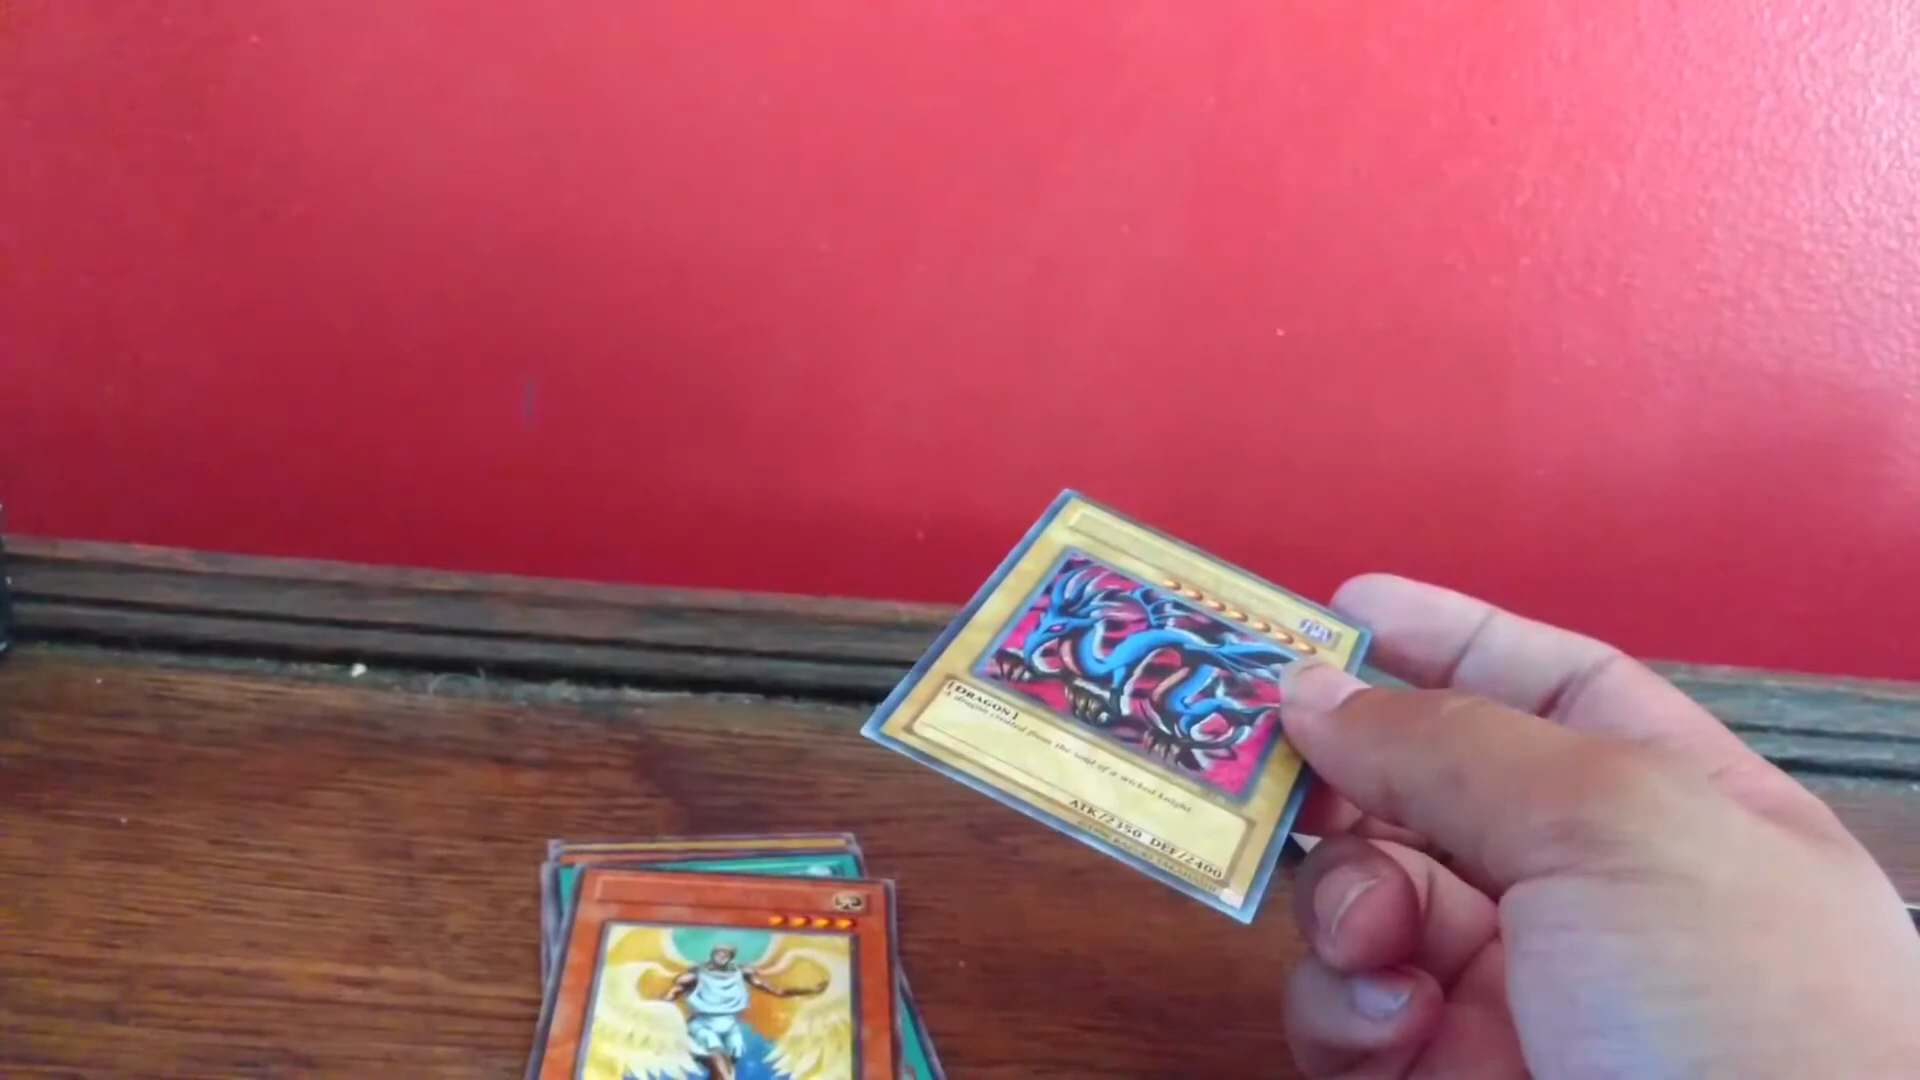 [DRAGON]
A dragon created from the soul of a wicked knight.
ATK/2350 DEF/2400